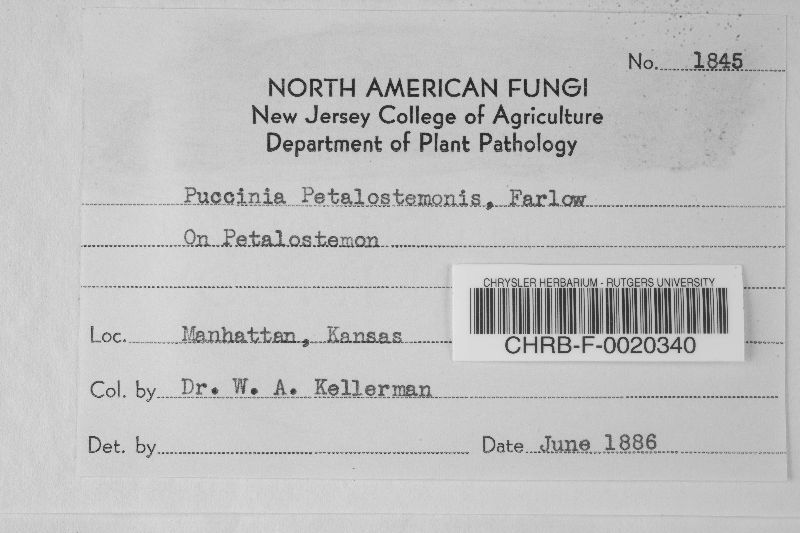 No. 1845
NORTH AMERICAN FUNGI
New Jersey College of Agriculture
Department of Plant Pathology
Puccinia Petalostemonis, Farlow
On Petalostemon
CHRYSLER HERBARIUM - RUTGERS UNIVERSITY
CHRB-F-0020340
Loc. Manhattan, Kansas
Col. by Dr. W. A. Kellerman
Det. by
Date June 1886